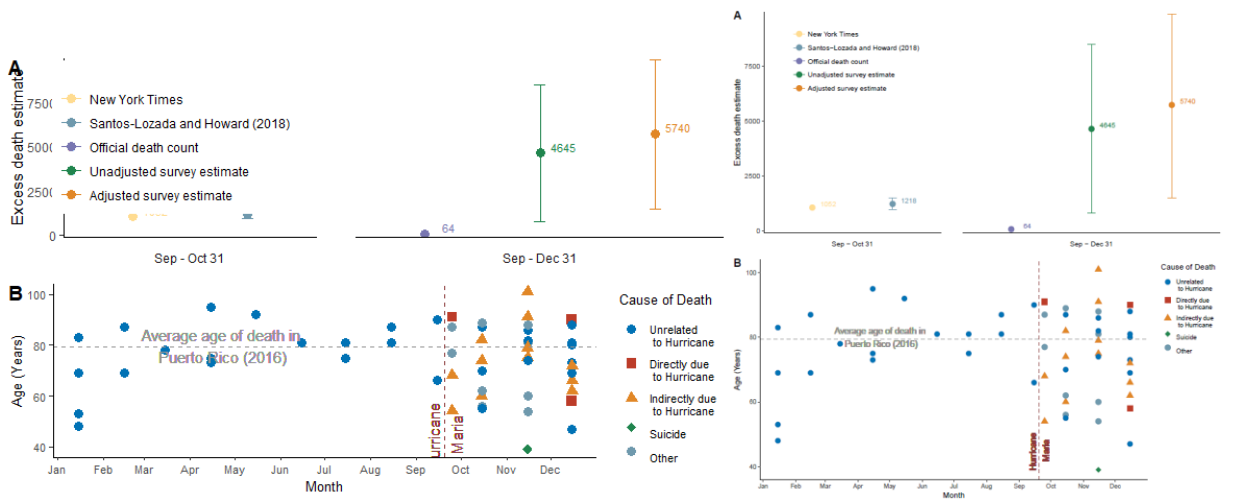 A
Excess death estimate
7500
5000
2500
0
New York Times
Santos-Lozada and Howard (2018)
Official death count
Unadjusted survey estimate
Adjusted survey estimate
64
4645
5740
Sep - Oct 31
Sep - Dec 31
B
Age (Years)
100
80
60
40
Average age of death in
Puerto Rico (2016)
urricane
Maria
Jan Feb Mar Apr May Jun Jul Aug Sep Oct Nov Dec
Month
Cause of Death
Unrelated
to Hurricane
Directly due
to Hurricane
Indirectly due
to Hurricane
Suicide
Other
A
Excess death estimate
7500
5000
2500
0
New York Times
Santos-Lozada and Howard (2018)
Official death count
Unadjusted survey estimate
Adjusted survey estimate
1218
64
4645
5740
Sep - Oct 31
Sep - Dec 31
B
Age (Years)
100
80
60
40
Average age of death in
Puerto Rico (2016)
Hurricane
Maria
Jan Feb Mar Apr May Jun Jul Aug Sep Oct Nov Dec
Month
Cause of Death
Unrelated
to Hurricane
Directly due
to Hurricane
Indirectly due
to Hurricane
Suicide
Other